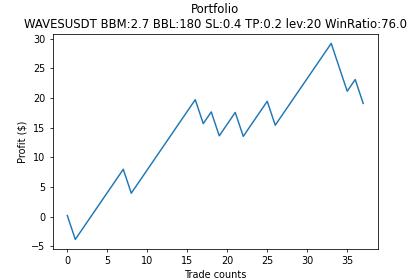 Portfolio
WAVESUSDT BBM:2.7 BBL:180 SL:0.4 TP:0.2 lev:20 WinRatio:76.0
30
25
20
15
10
5
0
−5
Profit ($)
0 5 10 15 20 25 30 35
Trade counts